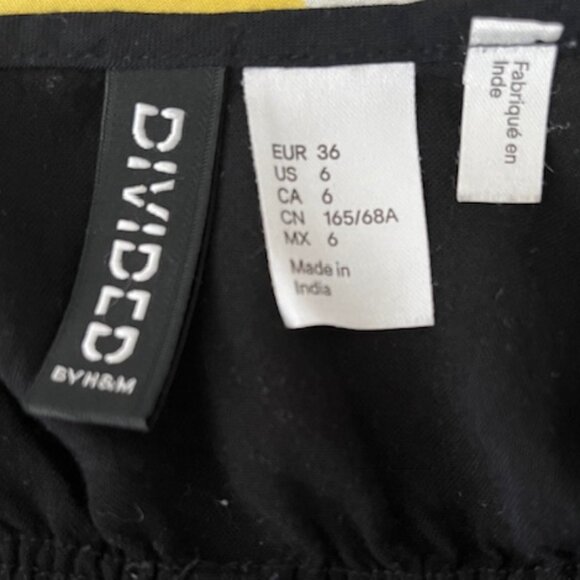 DIVIDED
BY H&M
EUR 36
US 6
CA 6
CN 165/68A
MX 6
Made in
India
Fabriqué en
Inde